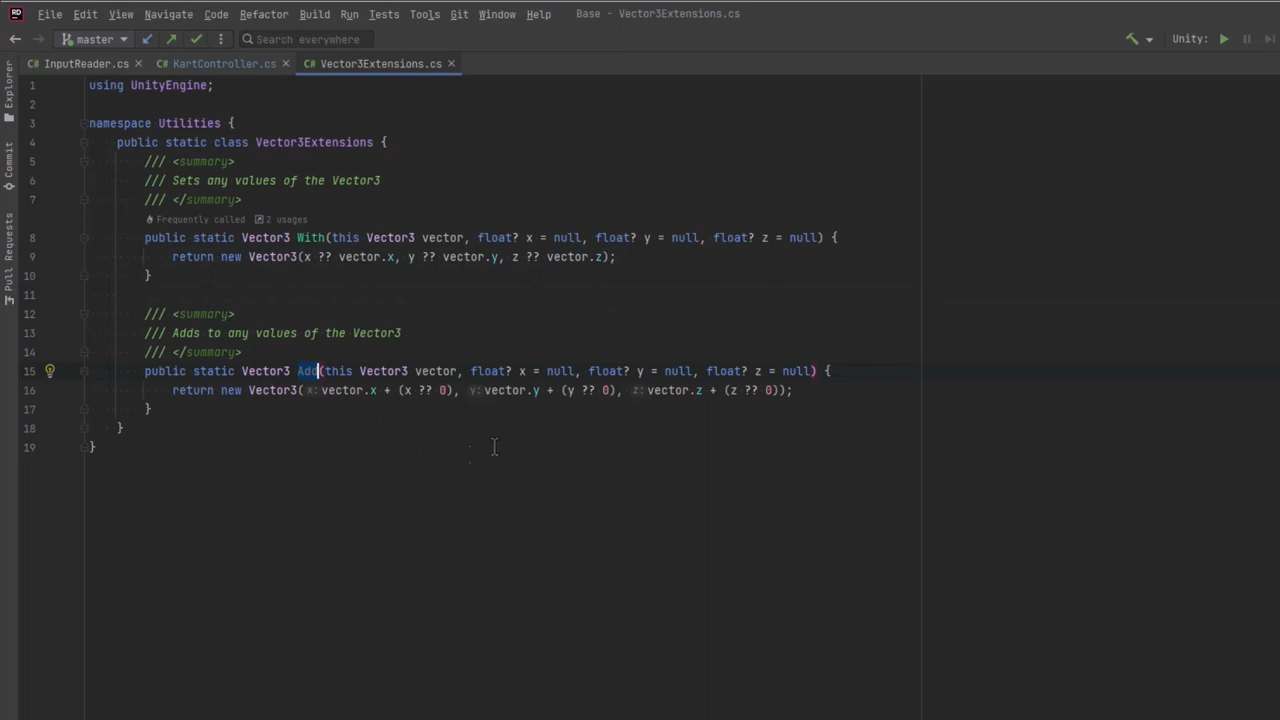 RD File Edit View Navigate Code Refactor Build Run Tests Tools Git Window Help Base - Vector3Extensions.cs
master Search everywhere Unity:
C# InputReader.cs C# KartController.cs C# Vector3Extensions.cs
Explorer
Commit
Pull Requests
1 using UnityEngine;
2
3 namespace Utilities {
4 public static class Vector3Extensions {
5 /// <summary>
6 /// Sets any values of the Vector3
7 /// </summary>
Frequently called 2 usages
8 public static Vector3 With(this Vector3 vector, float? x = null, float? y = null, float? z = null) {
9 return new Vector3(x ?? vector.x, y ?? vector.y, z ?? vector.z);
10 }
11
12 /// <summary>
13 /// Adds to any values of the Vector3
14 /// </summary>
15 public static Vector3 Add(this Vector3 vector, float? x = null, float? y = null, float? z = null) {
16 return new Vector3(x: vector.x + (x ?? 0), y: vector.y + (y ?? 0), z: vector.z + (z ?? 0));
17 }
18 }
19 }